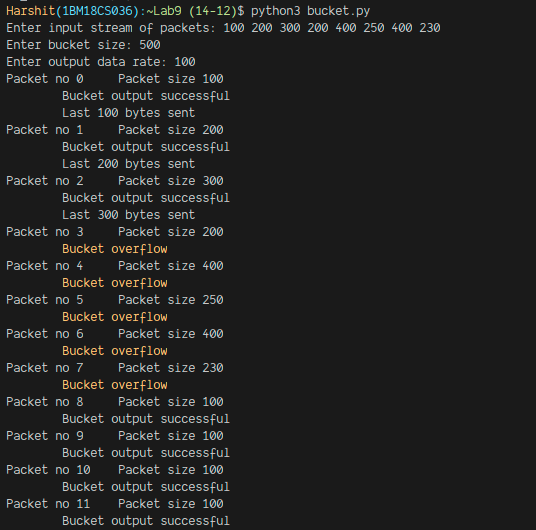 Harshit(1BM18CS036):~Lab9 (14-12)$ python3 bucket.py
Enter input stream of packets: 100 200 300 200 400 250 400 230
Enter bucket size: 500
Enter output data rate: 100
Packet no 0 Packet size 100
Bucket output successful
Last 100 bytes sent
Packet no 1 Packet size 200
Bucket output successful
Last 200 bytes sent
Packet no 2 Packet size 300
Bucket output successful
Last 300 bytes sent
Packet no 3 Packet size 200
Bucket overflow
Packet no 4 Packet size 400
Bucket overflow
Packet no 5 Packet size 250
Bucket overflow
Packet no 6 Packet size 400
Bucket overflow
Packet no 7 Packet size 230
Bucket overflow
Packet no 8 Packet size 100
Bucket output successful
Packet no 9 Packet size 100
Bucket output successful
Packet no 10 Packet size 100
Bucket output successful
Packet no 11 Packet size 100
Bucket output successful